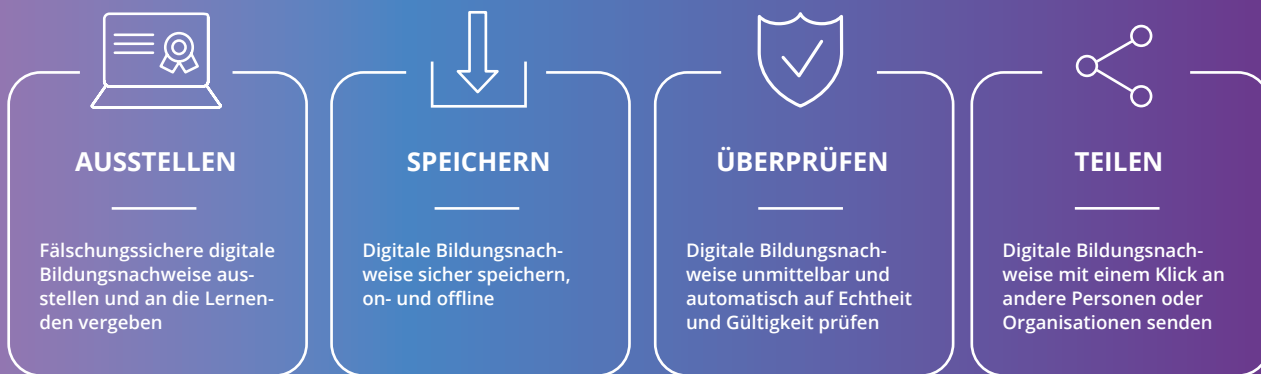 AUSSTELLEN
Fälschungssichere digitale
Bildungsnachweise aus-
stellen und an die Lernen-
den vergeben
SPEICHERN
Digitale Bildungsnach-
weise sicher speichern,
on- und offline
ÜBERPRÜFEN
Digitale Bildungsnach-
weise unmittelbar und
automatisch auf Echtheit
und Gültigkeit prüfen
TEILEN
Digitale Bildungsnach-
weise mit einem Klick an
andere Personen oder
Organisationen senden